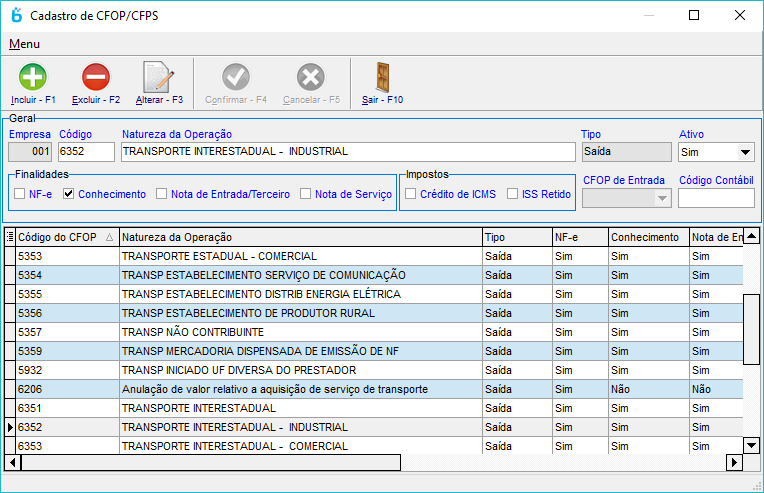 Cadastro de CFOP/CFPS
Menu
Incluir - F1 Excluir - F2 Alterar - F3 Confirmar - F4 Cancelar - F5 Sair - F10
Geral
Empresa Código Natureza da Operação Tipo Ativo
001 6352 TRANSPORTE INTERESTADUAL - INDUSTRIAL Saída Sim
Finalidades Impostos CFOP de Entrada Código Contábil
NF-e Conhecimento Nota de Entrada/Terceiro Nota de Serviço Crédito de ICMS ISS Retido
Código do CFOP Natureza da Operação Tipo NF-e Conhecimento Nota de En
5353 TRANSPORTE ESTADUAL - COMERCIAL Saída Sim Sim Sim
5354 TRANSP ESTABELECIMENTO SERVIÇO DE COMUNICAÇÃO Saída Sim Sim Sim
5355 TRANSP ESTABELECIMENTO DISTRIB ENERGIA ELÉTRICA Saída Sim Sim Sim
5356 TRANSP ESTABELECIMENTO DE PRODUTOR RURAL Saída Sim Sim Sim
5357 TRANSP NÃO CONTRIBUINTE Saída Sim Sim Sim
5359 TRANSP MERCADORIA DISPENSADA DE EMISSÃO DE NF Saída Sim Sim Sim
5932 TRANSP INICIADO UF DIVERSA DO PRESTADOR Saída Sim Sim Sim
6206 Anulação de valor relativo a aquisição de serviço de transporte Saída Sim Não Não
6351 TRANSPORTE INTERESTADUAL Saída Sim Sim Sim
6352 TRANSPORTE INTERESTADUAL - INDUSTRIAL Saída Sim Sim Sim
6353 TRANSPORTE INTERESTADUAL - COMERCIAL Saída Sim Sim Sim